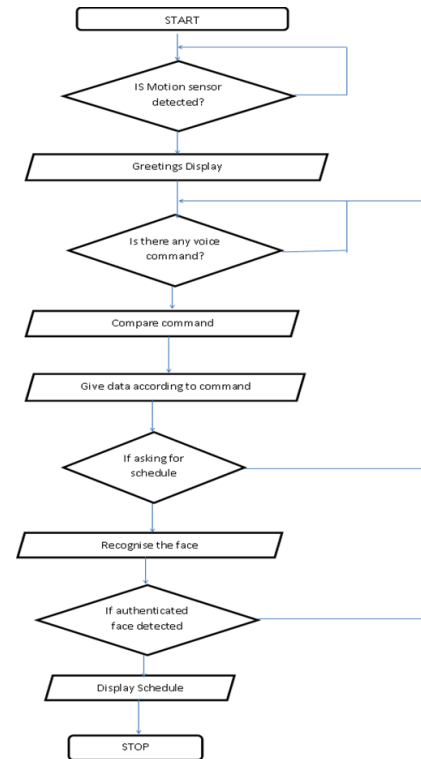 START
IS Motion sensor
detected?
Greetings Display
Is there any voice
command?
Compare command
Give data according to command
If asking for
schedule
Recognise the face
If authenticated
face detected
Display Schedule
STOP